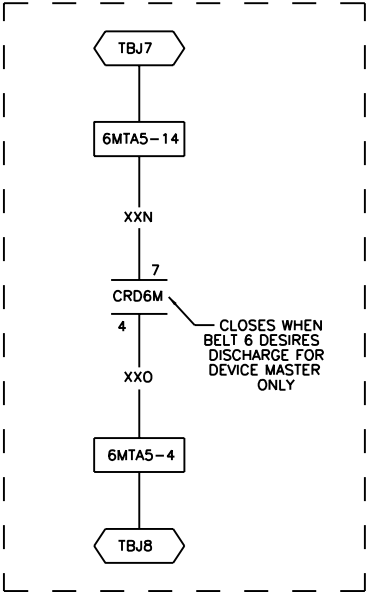 TBJ7
6MTA5-14
XXN
7
CRD6M
4
CLOSES WHEN
BELT 6 DESIRES
DISCHARGE FOR
DEVICE MASTER
ONLY
XXO
6MTA5-4
TBJ8